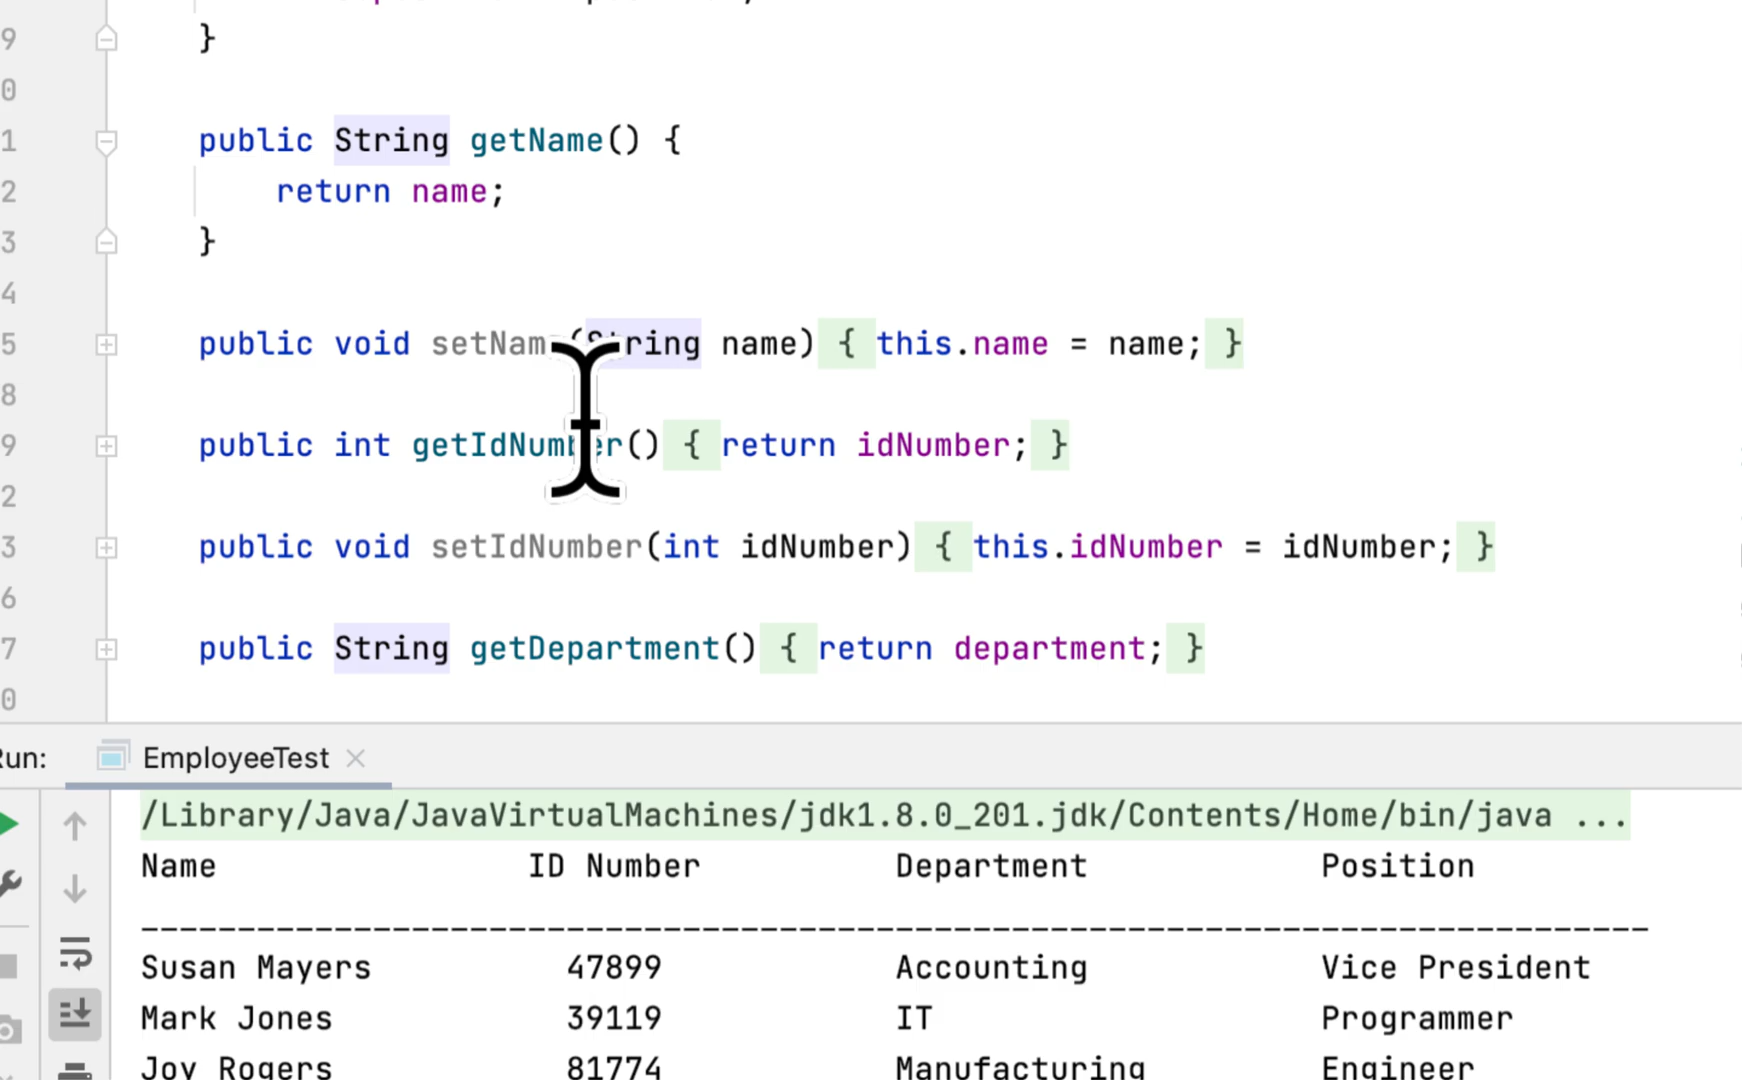 9 }
0
1 public String getName() {
2 return name;
3 }
4
5 public void setNam (String name) { this.name = name; }
8
9 public int getIdNumber() { return idNumber; }
2
3 public void setIdNumber(int idNumber) { this.idNumber = idNumber; }
6
7 public String getDepartment() { return department; }
0
Run: EmployeeTest
/Library/Java/JavaVirtualMachines/jdk1.8.0_201.jdk/Contents/Home/bin/java ...
Name ID Number Department Position
------------------------------------------------------------------------------
Susan Mayers 47899 Accounting Vice President
Mark Jones 39119 IT Programmer
Joy Rogers 81774 Manufacturing Engineer